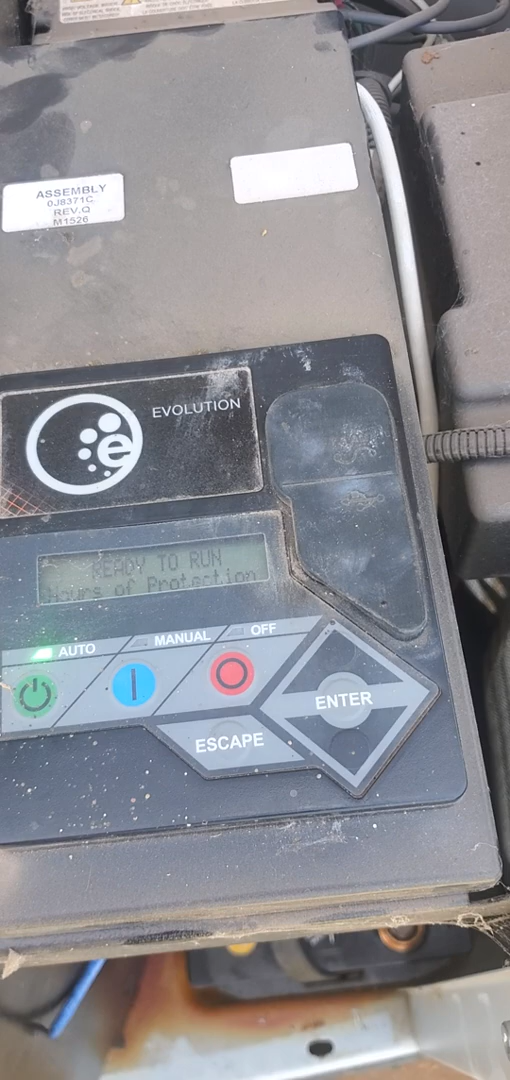 ASSEMBLY
0J8371C
REV.Q
M1526
EVOLUTION
e
READY TO RUN
Hours of Protection
AUTO
MANUAL
OFF
ENTER
ESCAPE